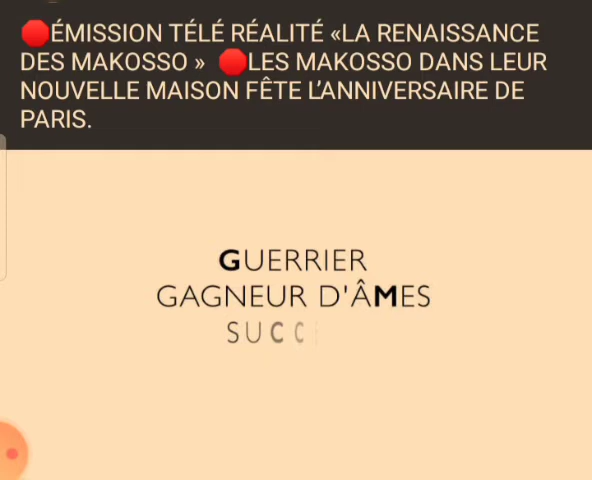 🛑ÉMISSION TÉLÉ RÉALITÉ «LA RENAISSANCE
DES MAKOSSO » 🛑LES MAKOSSO DANS LEUR
NOUVELLE MAISON FÊTE L’ANNIVERSAIRE DE
PARIS.
GUERRIER
GAGNEUR D'ÂMES
SUCC